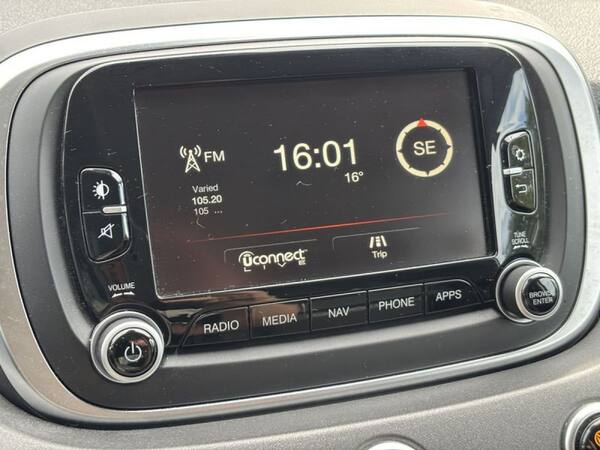 FM
Varied
105.20
105 ...
16:01
16°
SE
uconnect
LIVE
Trip
VOLUME
TUNE
SCROLL
BROWSE
ENTER
RADIO
MEDIA
NAV
PHONE
APPS